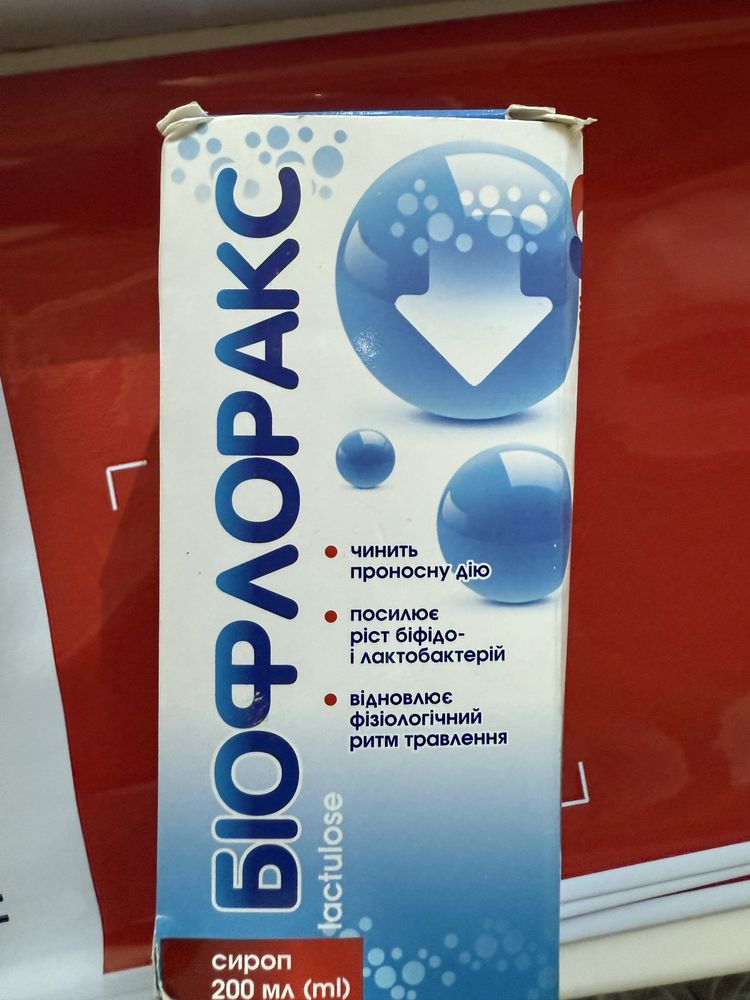 БІОФЛОРАКС
lactulose
чинить
проносну дію
посилює
ріст біфідо-
і лактобактерій
відновлює
фізіологічний
ритм травлення
сироп
200 мл (ml)